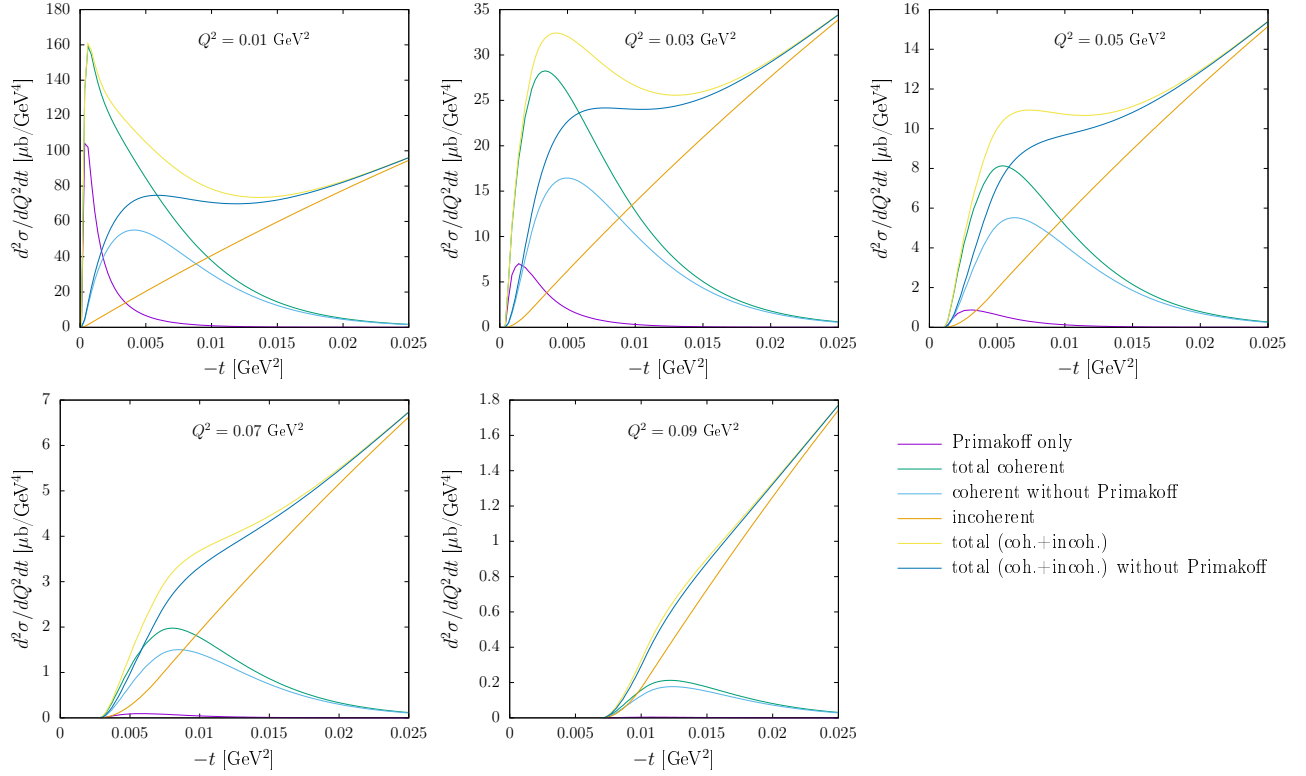 180
160
140
120
100
80
60
40
20
0
d²σ/dQ²dt [μb/GeV⁴]
Q² = 0.01 GeV²
0 0.005 0.01 0.015 0.02 0.025
−t [GeV²]
35
30
25
20
15
10
5
0
d²σ/dQ²dt [μb/GeV⁴]
Q² = 0.03 GeV²
0 0.005 0.01 0.015 0.02 0.025
−t [GeV²]
16
14
12
10
8
6
4
2
0
d²σ/dQ²dt [μb/GeV⁴]
Q² = 0.05 GeV²
0 0.005 0.01 0.015 0.02 0.025
−t [GeV²]
7
6
5
4
3
2
1
0
d²σ/dQ²dt [μb/GeV⁴]
Q² = 0.07 GeV²
0 0.005 0.01 0.015 0.02 0.025
−t [GeV²]
1.8
1.6
1.4
1.2
1
0.8
0.6
0.4
0.2
0
d²σ/dQ²dt [μb/GeV⁴]
Q² = 0.09 GeV²
0 0.005 0.01 0.015 0.02 0.025
−t [GeV²]
Primakoff only
total coherent
coherent without Primakoff
incoherent
total (coh.+incoh.)
total (coh.+incoh.) without Primakoff